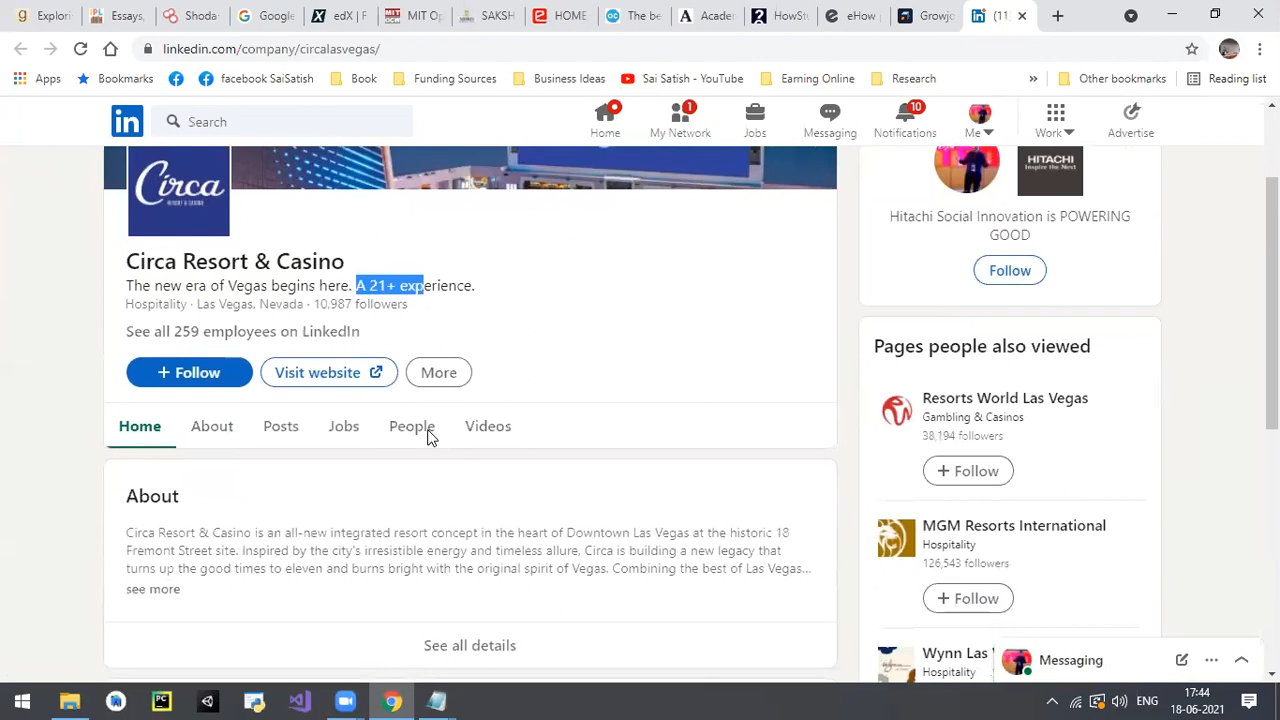 Explori
Essays,
Shoda
Google
edX | F
MIT OF
SAKSH
HOME
The be
Acade
HowSt
eHow
Growjo
(11
linkedin.com/company/circalasvegas/
Apps
Bookmarks
facebook SaiSatish
Book
Funding Sources
Business Ideas
Sai Satish - YouTube
Earning Online
Research
»
Other bookmarks
Reading list
in
Search
Home
1
My Network
Jobs
Messaging
10
Notifications
Me
Work
Advertise
Circa
RESORT & CASINO
Circa Resort & Casino
The new era of Vegas begins here. A 21+ experience.
Hospitality · Las Vegas, Nevada · 10,987 followers
See all 259 employees on LinkedIn
+ Follow
Visit website
More
Home
About
Posts
Jobs
People
Videos
About
Circa Resort & Casino is an all-new integrated resort concept in the heart of Downtown Las Vegas at the historic 18
Fremont Street site. Inspired by the city's irresistible energy and timeless allure, Circa is building a new legacy that
turns up the good times to eleven and burns bright with the original spirit of Vegas. Combining the best of Las Vegas...
see more
See all details
HITACHI
Inspire the Next
Hitachi Social Innovation is POWERING
GOOD
Follow
Pages people also viewed
Resorts World Las Vegas
Gambling & Casinos
38,194 followers
+ Follow
MGM Resorts International
Hospitality
126,543 followers
+ Follow
Wynn Las
Hospitality
Messaging
ENG
17:44
18-06-2021